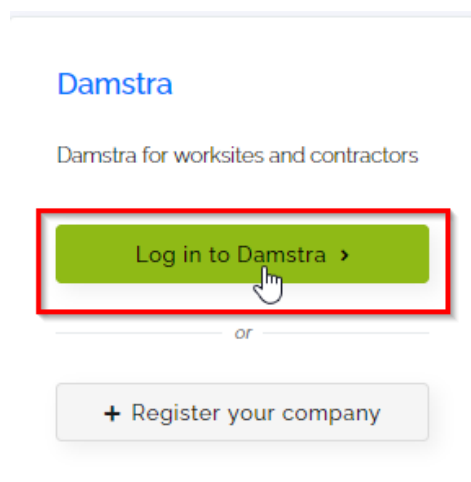 Damstra
Damstra for worksites and contractors
Log in to Damstra ›
or
+ Register your company